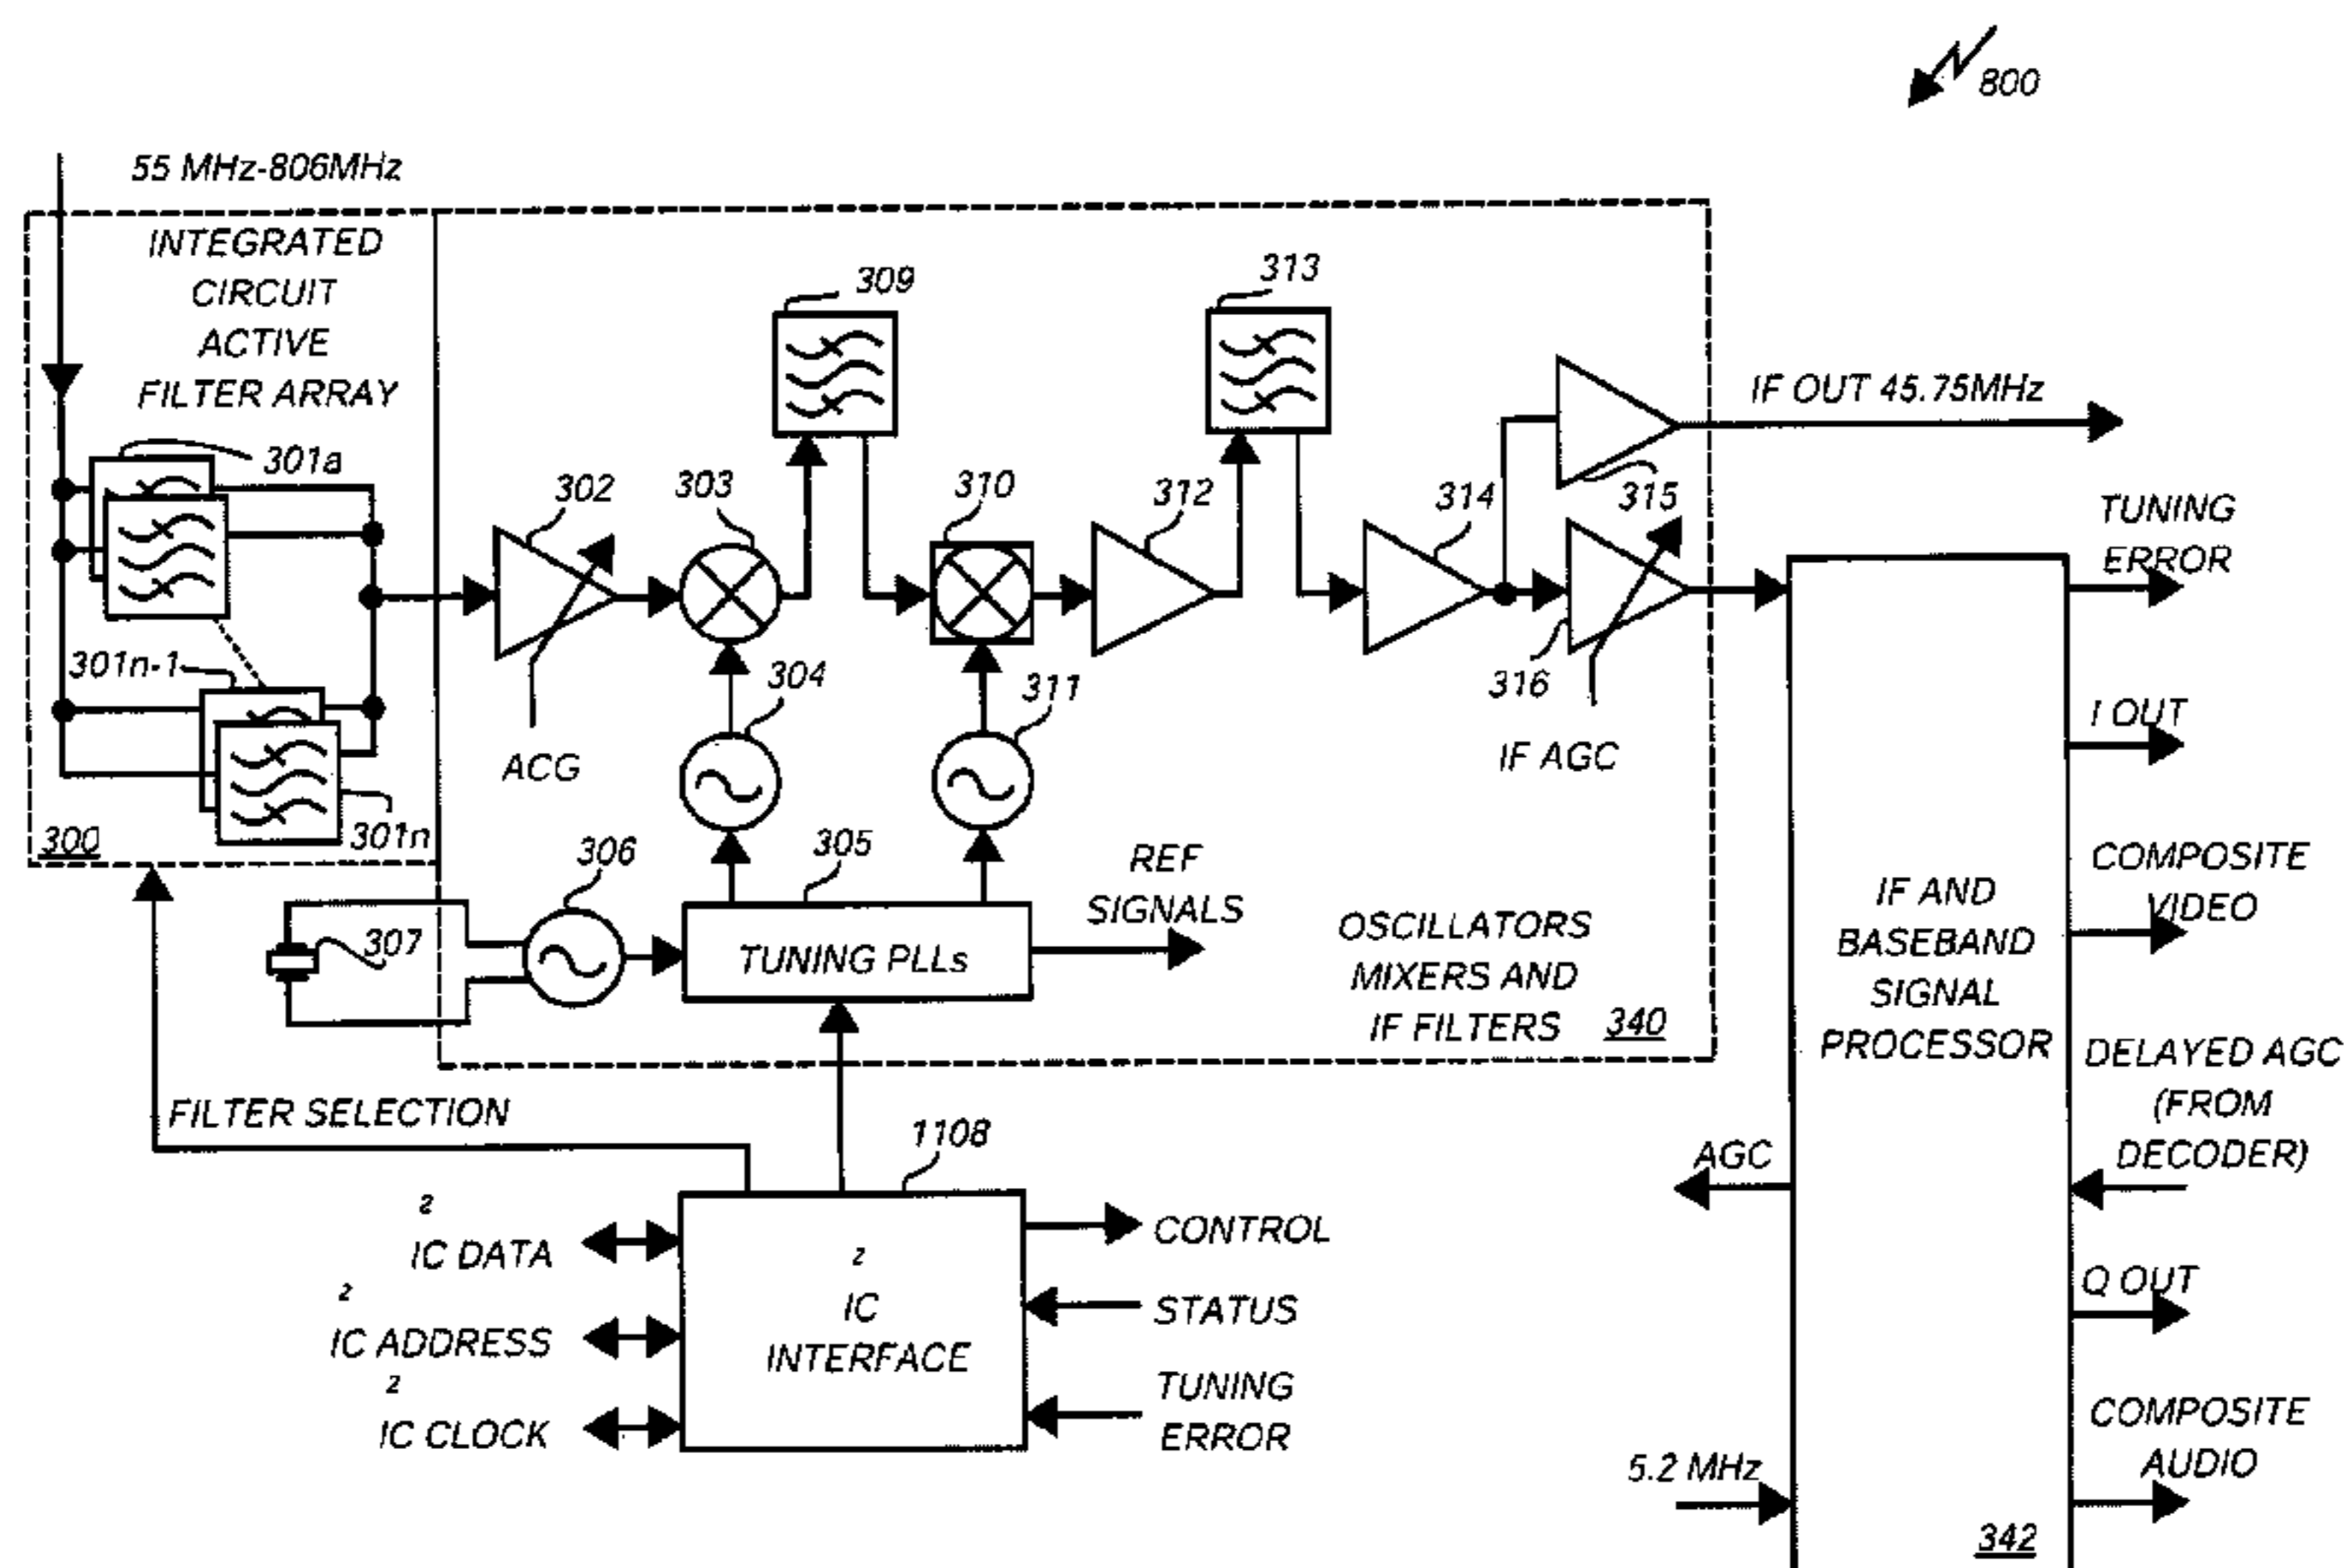 800
55 MHz-806MHz
INTEGRATED
CIRCUIT
ACTIVE
FILTER ARRAY
301a
301n-1
301n
300
302
ACG
303
304
309
310
311
312
313
314
315
316
IF AGC
IF OUT 45.75MHz
306
307
305
TUNING PLLs
REF
SIGNALS
OSCILLATORS
MIXERS AND
IF FILTERS 340
FILTER SELECTION
1108
2
IC DATA
2
IC ADDRESS
2
IC CLOCK
2
IC
INTERFACE
CONTROL
STATUS
TUNING
ERROR
IF AND
BASEBAND
SIGNAL
PROCESSOR
342
AGC
5.2 MHz
TUNING
ERROR
I OUT
COMPOSITE
VIDEO
DELAYED AGC
(FROM
DECODER)
Q OUT
COMPOSITE
AUDIO